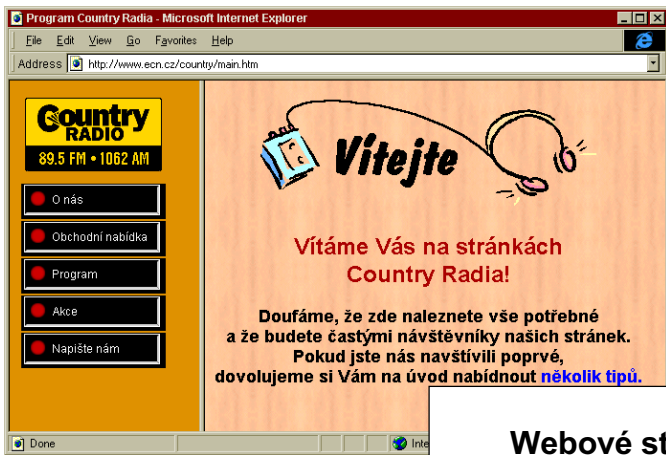 Program Country Radia - Microsoft Internet Explorer
File Edit View Go Favorites Help
Address http://www.ecn.cz/country/main.htm
Country
RADIO
89.5 FM • 1062 AM
O nás
Obchodní nabídka
Program
Akce
Napište nám
Vítejte
Vítáme Vás na stránkách
Country Radia!
Doufáme, že zde naleznete vše potřebné
a že budete častými návštěvníky našich stránek.
Pokud jste nás navštívili poprvé,
dovolujeme si Vám na úvod nabídnout několik tipů.
Done
Webové